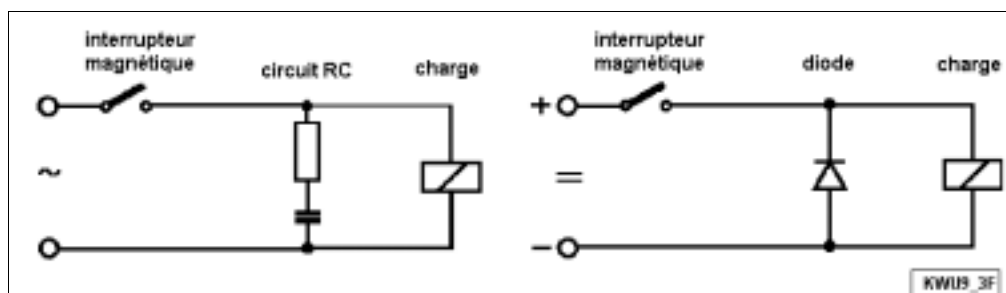 interrupteur
magnétique
circuit RC
charge
~
interrupteur
magnétique
diode
charge
+
=
−
KWU9_3F